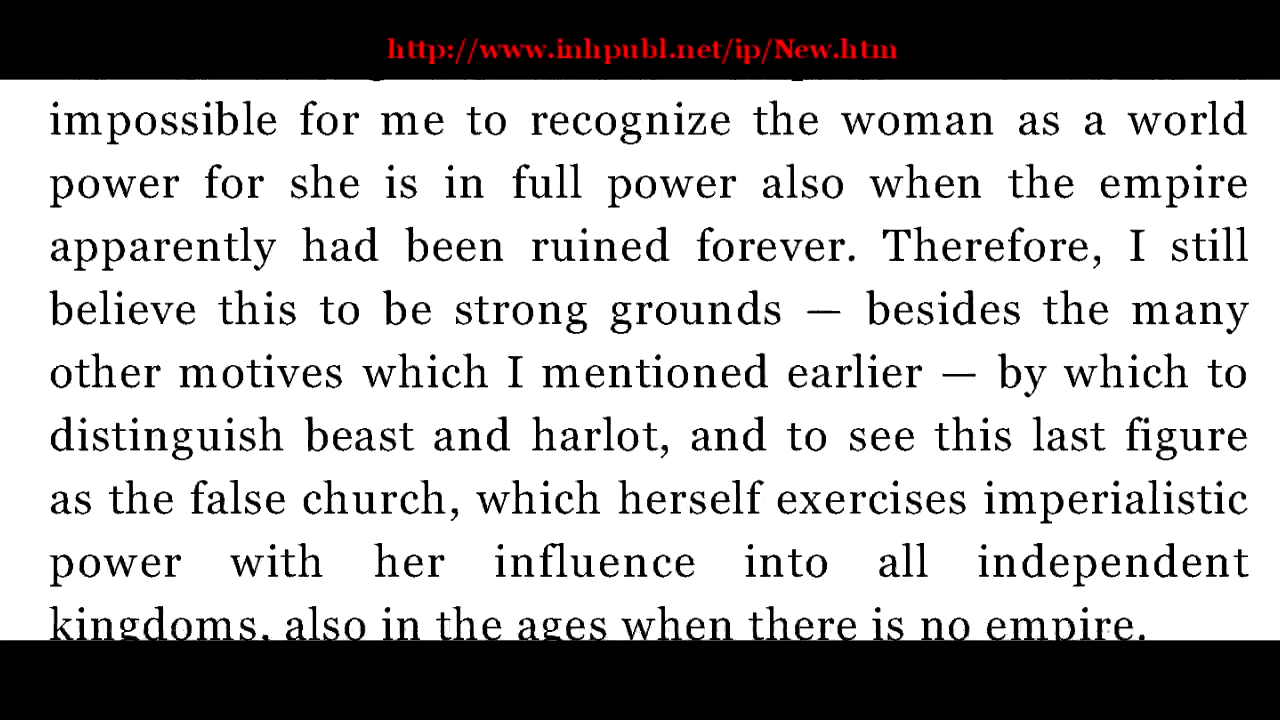 http://www.inhpubl.net/ip/New.htm
impossible for me to recognize the woman as a world
power for she is in full power also when the empire
apparently had been ruined forever. Therefore, I still
believe this to be strong grounds — besides the many
other motives which I mentioned earlier — by which to
distinguish beast and harlot, and to see this last figure
as the false church, which herself exercises imperialistic
power with her influence into all independent
kingdoms, also in the ages when there is no empire.